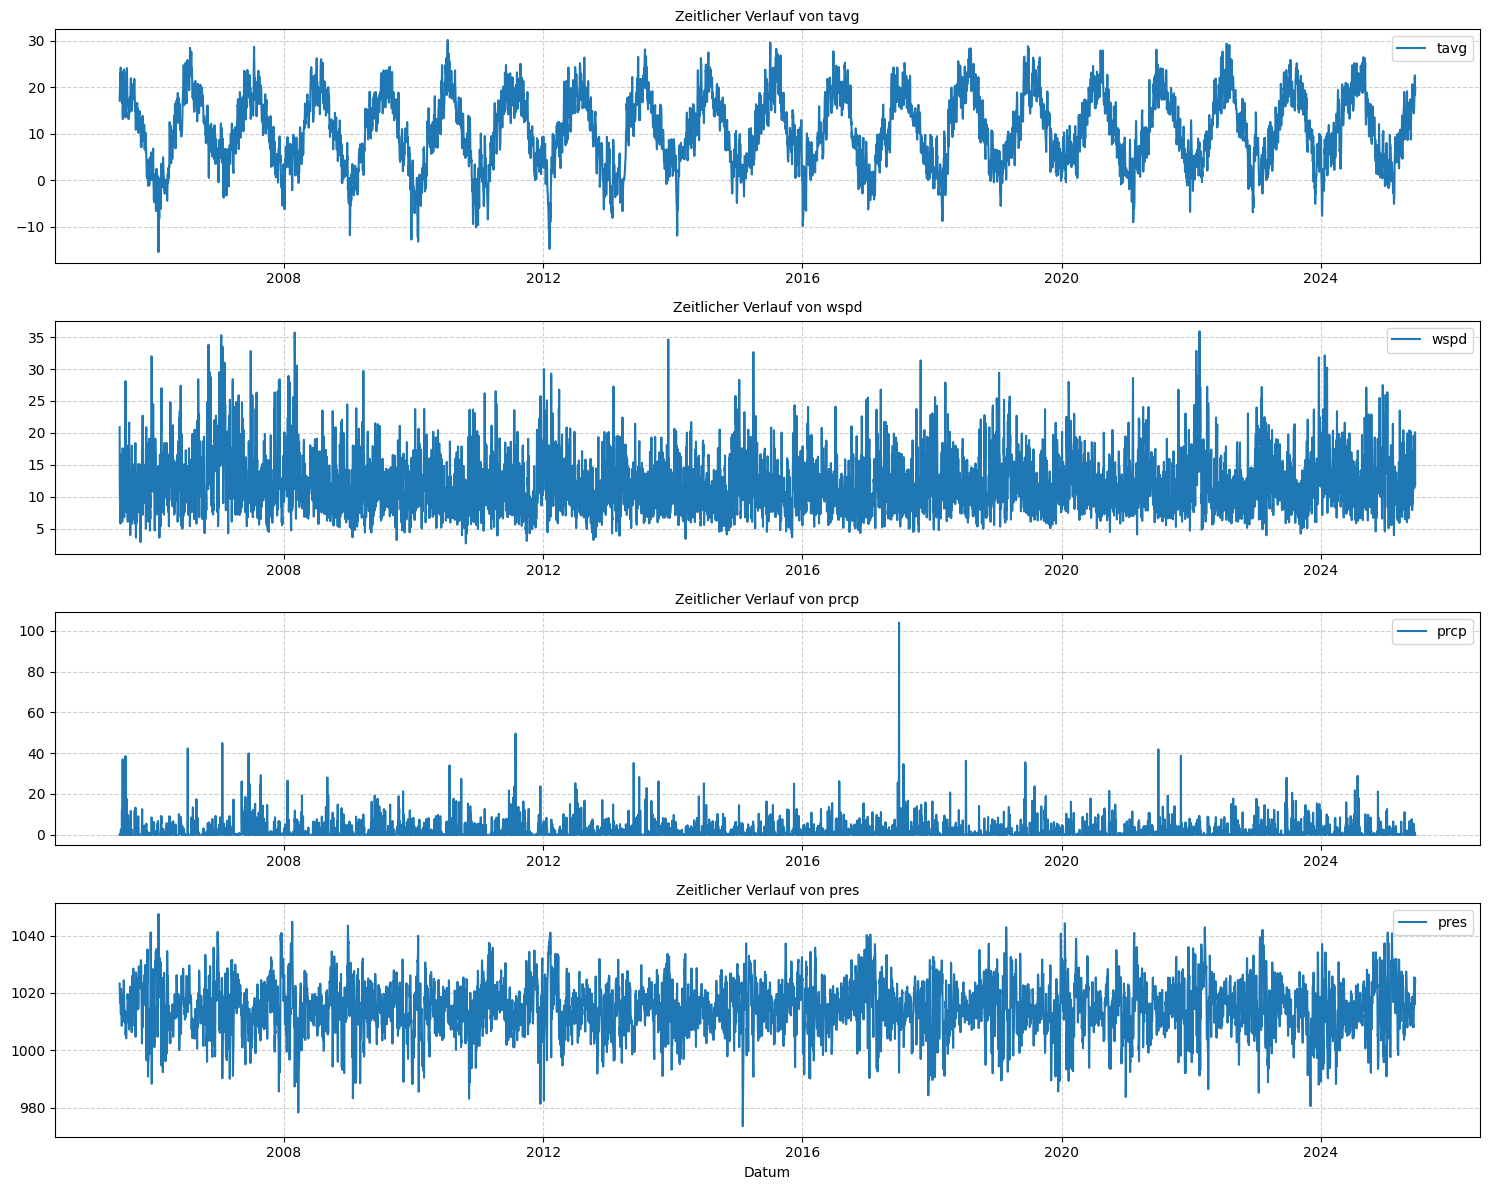 Zeitlicher Verlauf von tavg
30
20
10
0
−10
tavg
2008 2012 2016 2020 2024
Zeitlicher Verlauf von wspd
35
30
25
20
15
10
5
wspd
2008 2012 2016 2020 2024
Zeitlicher Verlauf von prcp
100
80
60
40
20
0
prcp
2008 2012 2016 2020 2024
Zeitlicher Verlauf von pres
1040
1020
1000
980
pres
2008 2012 2016 2020 2024
Datum